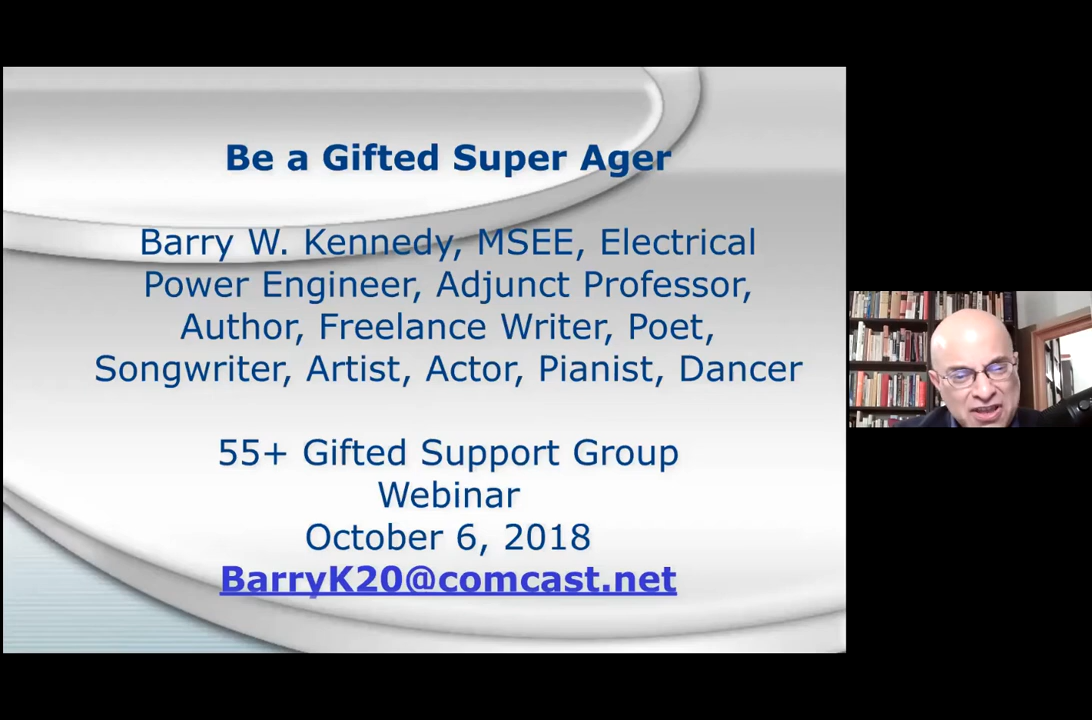 Be a Gifted Super Ager
Barry W. Kennedy, MSEE, Electrical
Power Engineer, Adjunct Professor,
Author, Freelance Writer, Poet,
Songwriter, Artist, Actor, Pianist, Dancer
55+ Gifted Support Group
Webinar
October 6, 2018
BarryK20@comcast.net